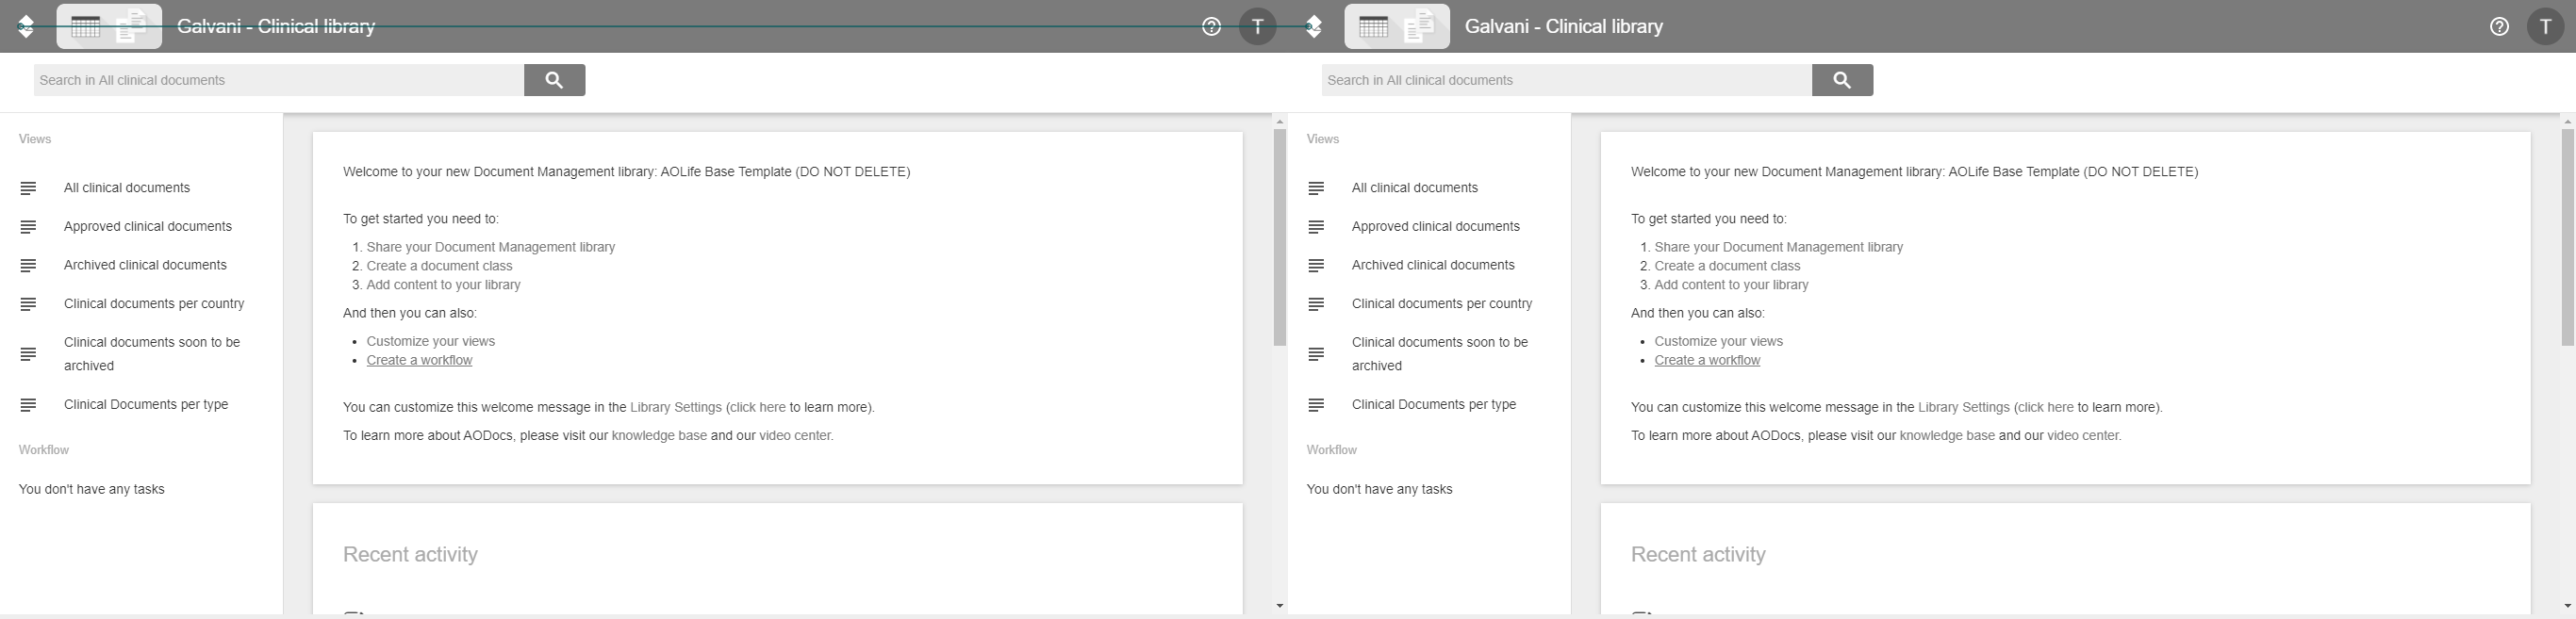 Galvani - Clinical library
T
Search in All clinical documents
Views
All clinical documents
Approved clinical documents
Archived clinical documents
Clinical documents per country
Clinical documents soon to be
archived
Clinical Documents per type
Workflow
You don't have any tasks
Welcome to your new Document Management library: AOLife Base Template (DO NOT DELETE)
To get started you need to:
1. Share your Document Management library
2. Create a document class
3. Add content to your library
And then you can also:
• Customize your views
• Create a workflow
You can customize this welcome message in the Library Settings (click here to learn more).
To learn more about AODocs, please visit our knowledge base and our video center.
Recent activity
Galvani - Clinical library
T
Search in All clinical documents
Views
All clinical documents
Approved clinical documents
Archived clinical documents
Clinical documents per country
Clinical documents soon to be
archived
Clinical Documents per type
Workflow
You don't have any tasks
Welcome to your new Document Management library: AOLife Base Template (DO NOT DELETE)
To get started you need to:
1. Share your Document Management library
2. Create a document class
3. Add content to your library
And then you can also:
• Customize your views
• Create a workflow
You can customize this welcome message in the Library Settings (click here to learn more).
To learn more about AODocs, please visit our knowledge base and our video center.
Recent activity